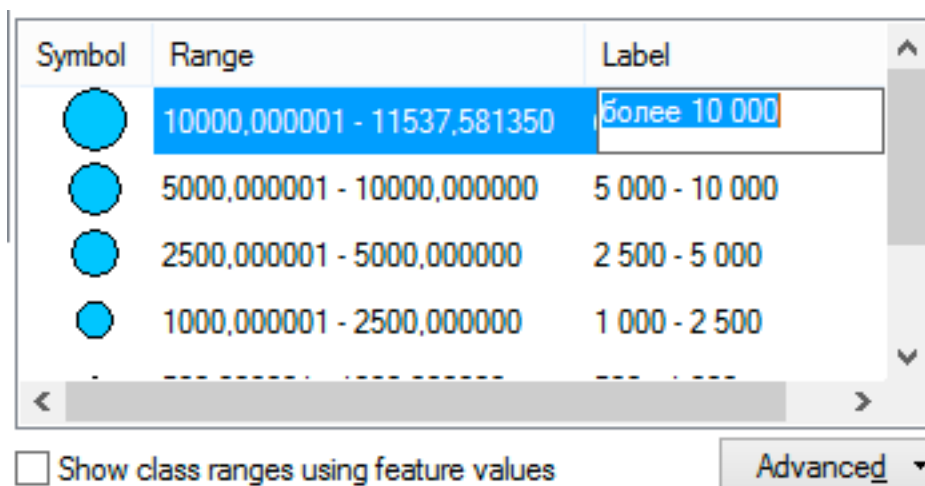 Symbol Range Label
10000,000001 - 11537,581350 более 10 000
5000,000001 - 10000,000000 5 000 - 10 000
2500,000001 - 5000,000000 2 500 - 5 000
1000,000001 - 2500,000000 1 000 - 2 500
Show class ranges using feature values Advanced